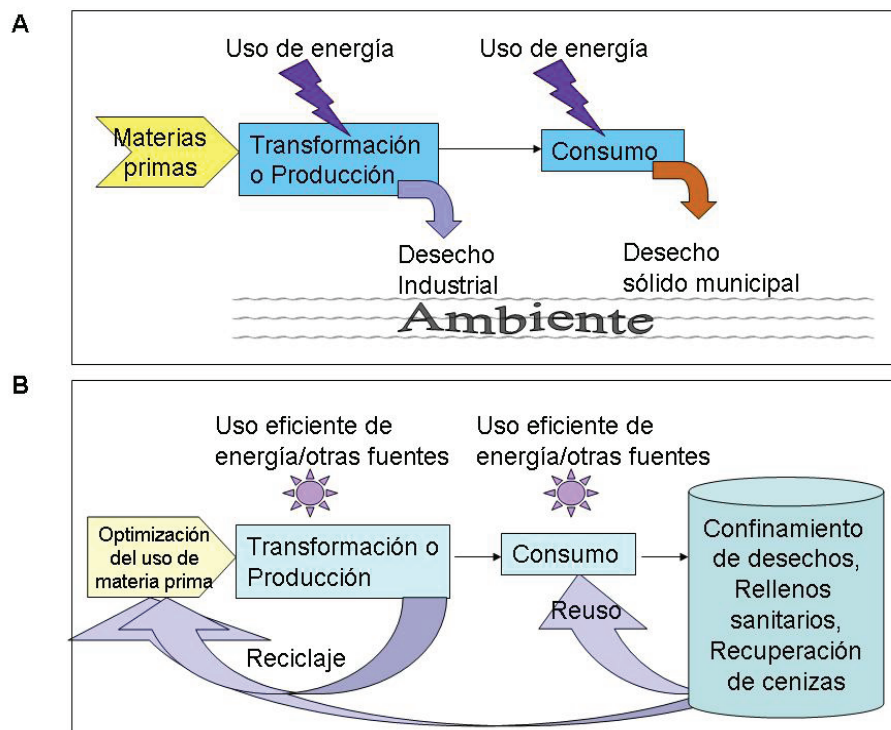 A
Uso de energía
Uso de energía
Materias
primas
Transformación
o Producción
Consumo
Desecho
Industrial
Desecho
sólido municipal
Ambiente
B
Uso eficiente de
energía/otras fuentes
Uso eficiente de
energía/otras fuentes
Optimización
del uso de
materia prima
Transformación o
Producción
Consumo
Confinamiento
de desechos,
Rellenos
sanitarios,
Recuperación
de cenizas
Reuso
Reciclaje